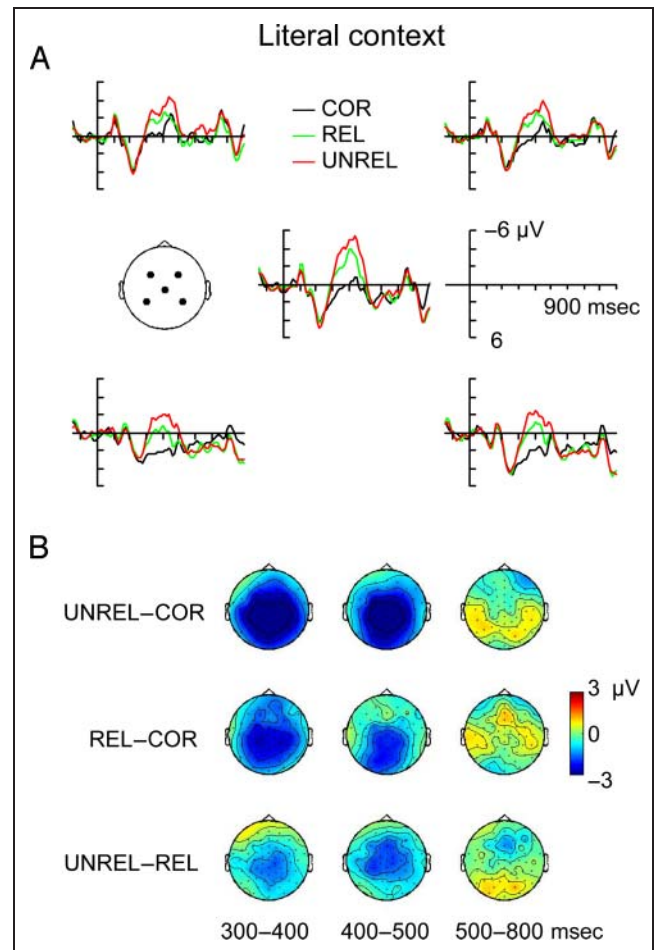 Literal context
A
COR
REL
UNREL
−6 µV
900 msec
6
B
UNREL–COR
3 µV
REL–COR
0
−3
UNREL–REL
300–400 400–500 500–800 msec